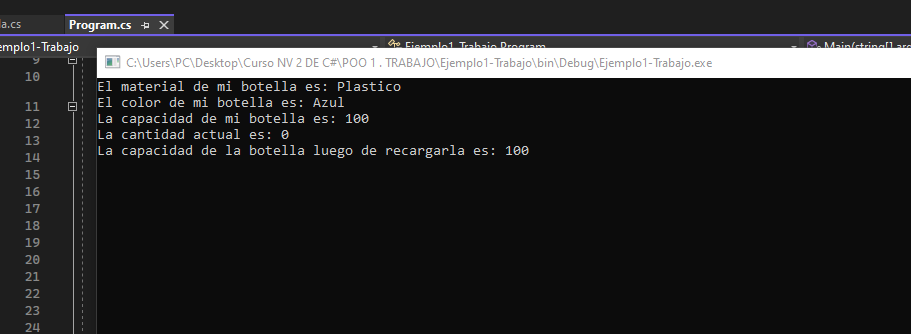 la.cs
Program.cs
emplo1-Trabajo
Ejemplo1-Trabajo.Program
Main(string[] arg
C:\Users\PC\Desktop\Curso NV 2 DE C#\POO 1 . TRABAJO\Ejemplo1-Trabajo\bin\Debug\Ejemplo1-Trabajo.exe
El material de mi botella es: Plastico
El color de mi botella es: Azul
La capacidad de mi botella es: 100
La cantidad actual es: 0
La capacidad de la botella luego de recargarla es: 100
9
10
11
12
13
14
15
16
17
18
19
20
21
22
23
24